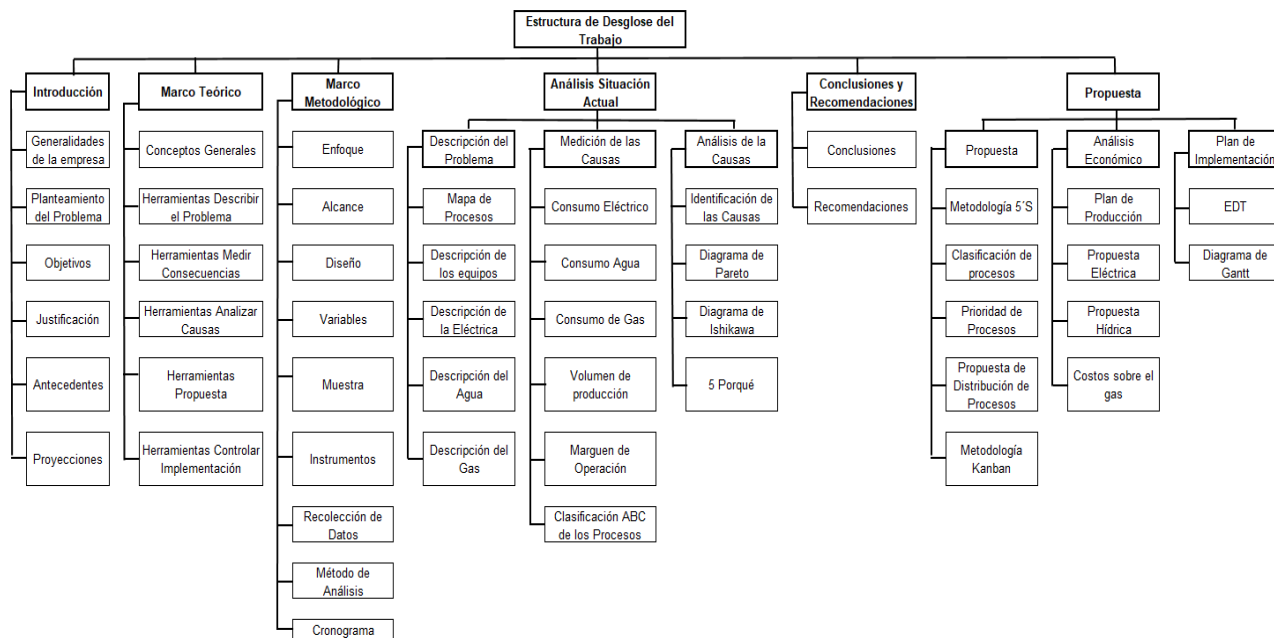 Estructura de Desglose del
Trabajo
Introducción
Generalidades
de la empresa
Planteamiento
del Problema
Objetivos
Justificación
Antecedentes
Proyecciones
Marco Teórico
Conceptos Generales
Herramientas Describir
el Problema
Herramientas Medir
Consecuencias
Herramientas Analizar
Causas
Herramientas
Propuesta
Herramientas Controlar
Implementación
Marco
Metodológico
Enfoque
Alcance
Diseño
Variables
Muestra
Instrumentos
Recolección de
Datos
Método de
Análisis
Cronograma
Análisis Situación
Actual
Descripción del
Problema
Mapa de
Procesos
Descripción de
los equipos
Descripción de
la Eléctrica
Descripción del
Agua
Descripción del
Gas
Medición de las
Causas
Consumo Eléctrico
Consumo Agua
Consumo de Gas
Volumen de
producción
Marguen de
Operación
Clasificación ABC
de los Procesos
Análisis de la
Causas
Identificación de
las Causas
Diagrama de
Pareto
Diagrama de
Ishikawa
5 Porqué
Conclusiones y
Recomendaciones
Conclusiones
Recomendaciones
Propuesta
Propuesta
Metodología 5´S
Clasificación de
procesos
Prioridad de
Procesos
Propuesta de
Distribución de
Procesos
Metodología
Kanban
Análisis
Económico
Plan de
Producción
Propuesta
Eléctrica
Propuesta
Hídrica
Costos sobre el
gas
Plan de
Implementación
EDT
Diagrama de
Gantt